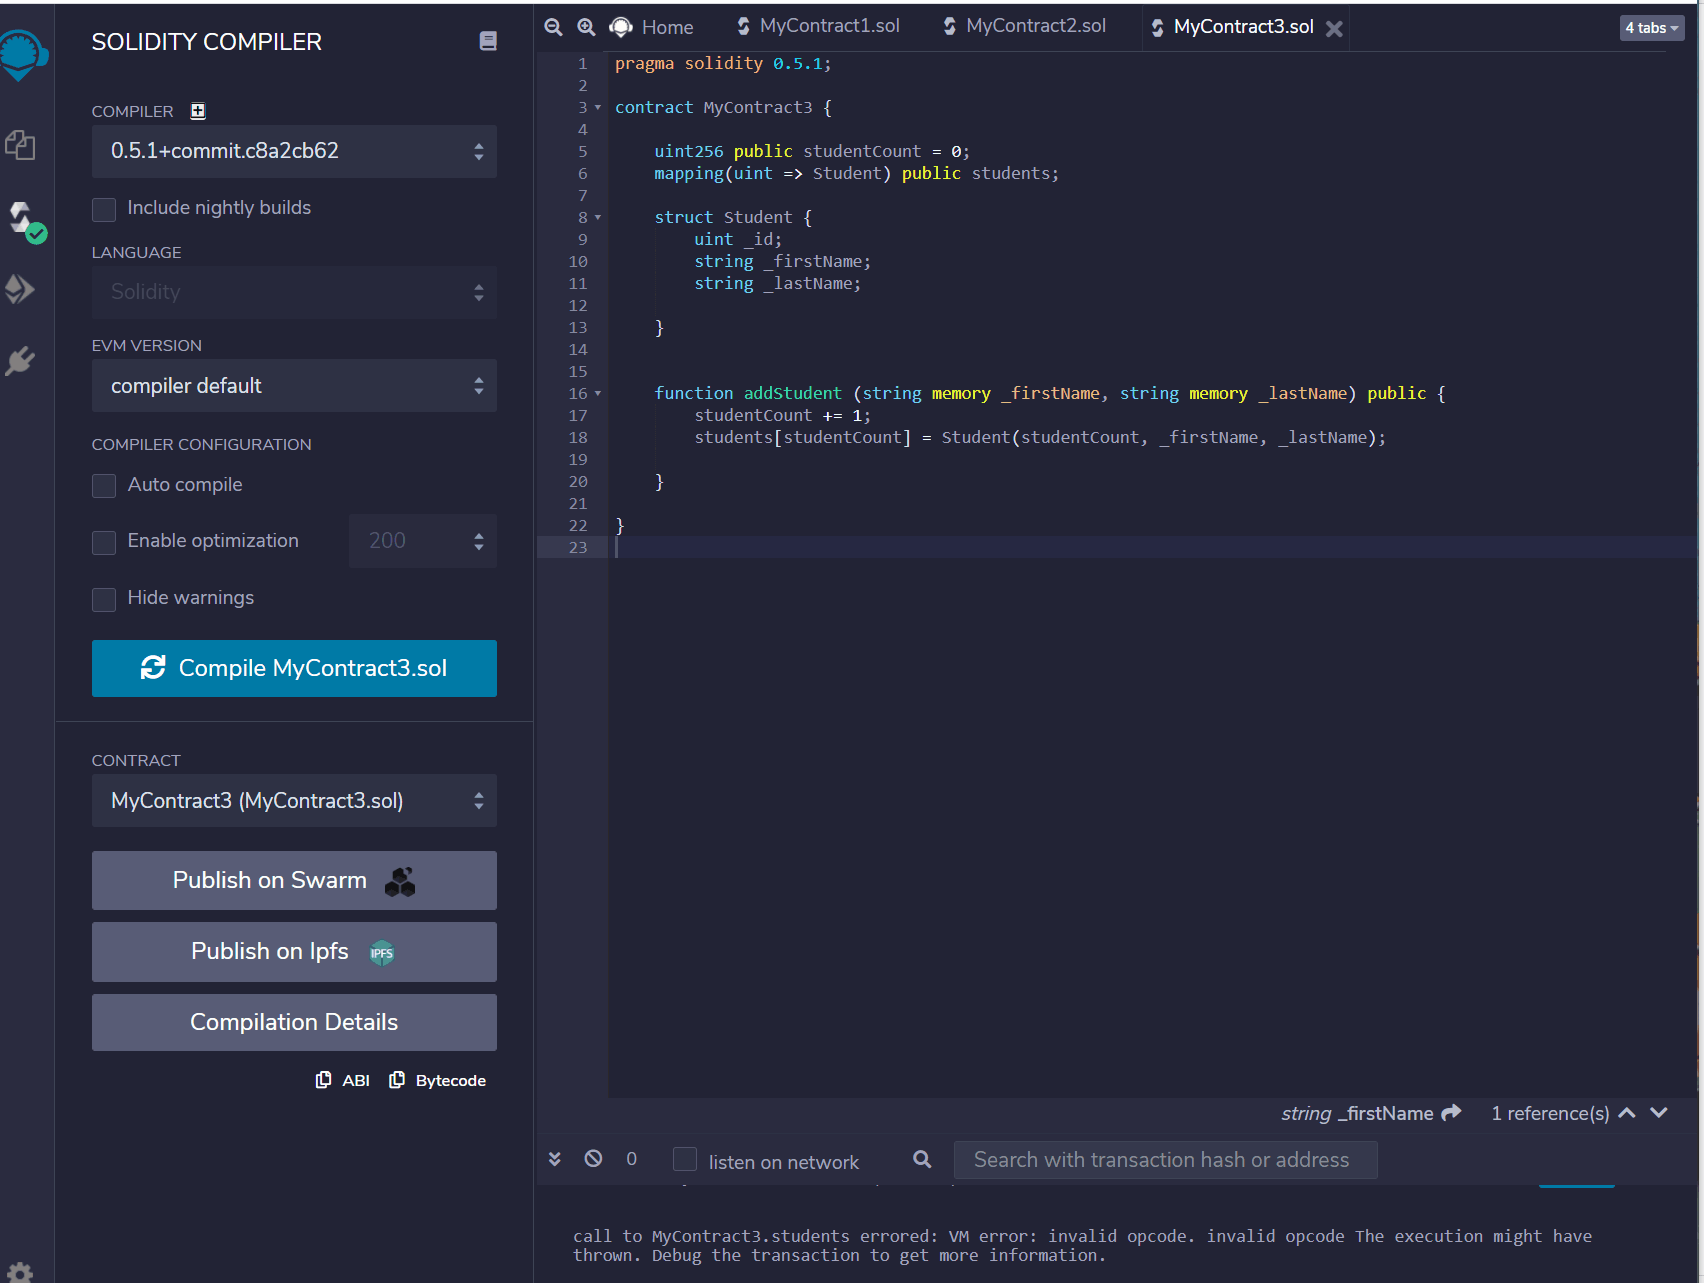 SOLIDITY COMPILER
COMPILER
0.5.1+commit.c8a2cb62
Include nightly builds
LANGUAGE
Solidity
EVM VERSION
compiler default
COMPILER CONFIGURATION
Auto compile
Enable optimization
200
Hide warnings
Compile MyContract3.sol
CONTRACT
MyContract3 (MyContract3.sol)
Publish on Swarm
Publish on Ipfs IPFS
Compilation Details
ABI Bytecode
Home MyContract1.sol MyContract2.sol MyContract3.sol 4 tabs
1 pragma solidity 0.5.1;
2
3 contract MyContract3 {
4
5 uint256 public studentCount = 0;
6 mapping(uint => Student) public students;
7
8 struct Student {
9 uint _id;
10 string _firstName;
11 string _lastName;
12
13 }
14
15
16 function addStudent (string memory _firstName, string memory _lastName) public {
17 studentCount += 1;
18 students[studentCount] = Student(studentCount, _firstName, _lastName);
19
20 }
21
22 }
23
string _firstName 1 reference(s)
0 listen on network Search with transaction hash or address
call to MyContract3.students errored: VM error: invalid opcode. invalid opcode The execution might have
thrown. Debug the transaction to get more information.